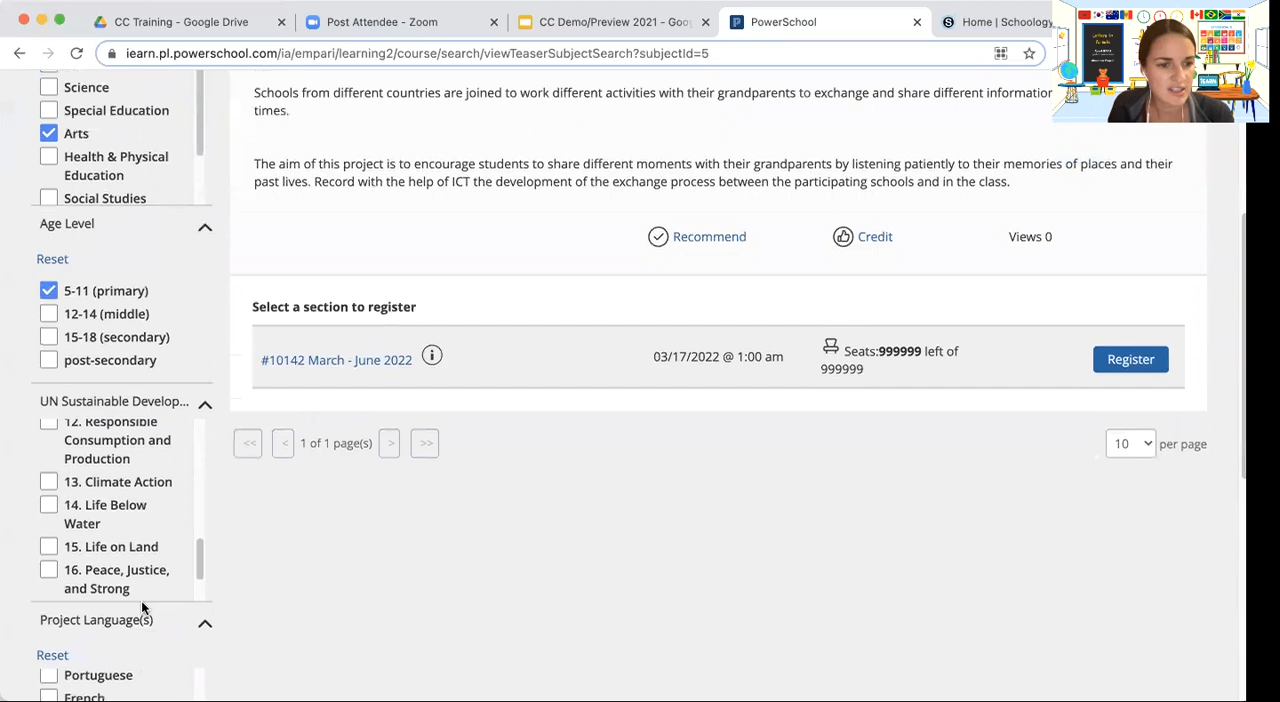 CC Training - Google Drive
Post Attendee - Zoom
CC Demo/Preview 2021 - Goo
PowerSchool
Home | Schoology
iearn.pl.powerschool.com/ia/empari/learning2/course/search/
=5
Science
Special Education
Arts
Health & Physical
Education
Social Studies
Age Level
Reset
5-11 (primary)
12-14 (middle)
15-18 (secondary)
post-secondary
UN Sustainable Develop...
12. Responsible
Consumption and
Production
13. Climate Action
14. Life Below
Water
15. Life on Land
16. Peace, Justice,
and Strong
Project Language(s)
Reset
Portuguese
French
Schools from different countries are joined to work different activities with their grandparents to exchange and share different information
times.
The aim of this project is to encourage students to share different moments with their grandparents by listening patiently to their memories of places and their
past lives. Record with the help of ICT the development of the exchange process between the participating schools and in the class.
Recommend
Credit
Views 0
Select a section to register
#10142 March - June 2022
03/17/2022 @ 1:00 am
Seats:999999 left of
999999
Register
<< < 1 of 1 page(s) > >>
10 per page